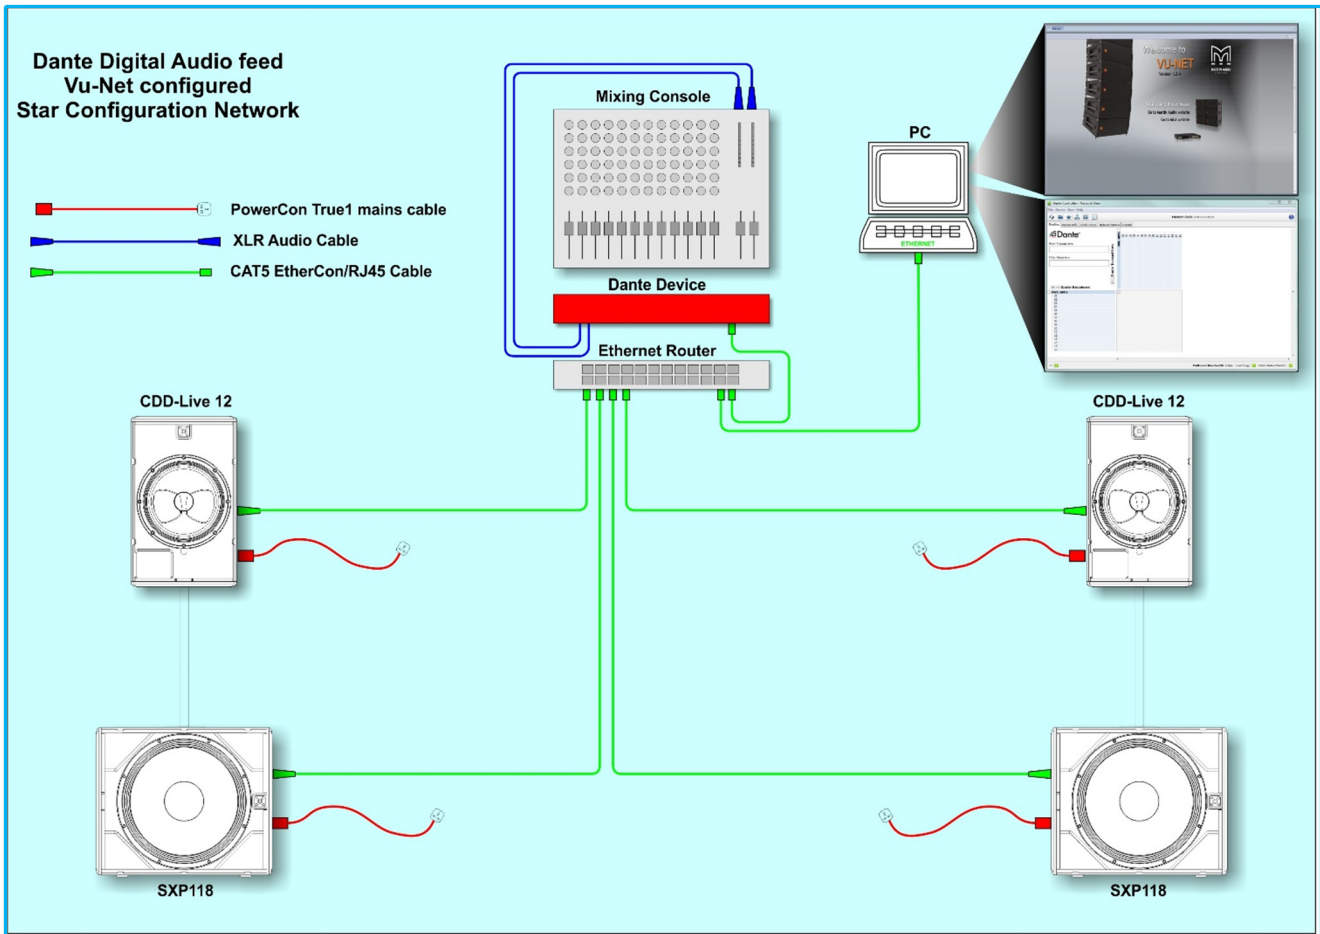 Dante Digital Audio feed
Vu-Net configured
Star Configuration Network
PowerCon True1 mains cable
XLR Audio Cable
CAT5 EtherCon/RJ45 Cable
Mixing Console
Dante Device
Ethernet Router
PC
ETHERNET
Welcome to
VU-NET
Dante
CDD-Live 12
CDD-Live 12
SXP118
SXP118